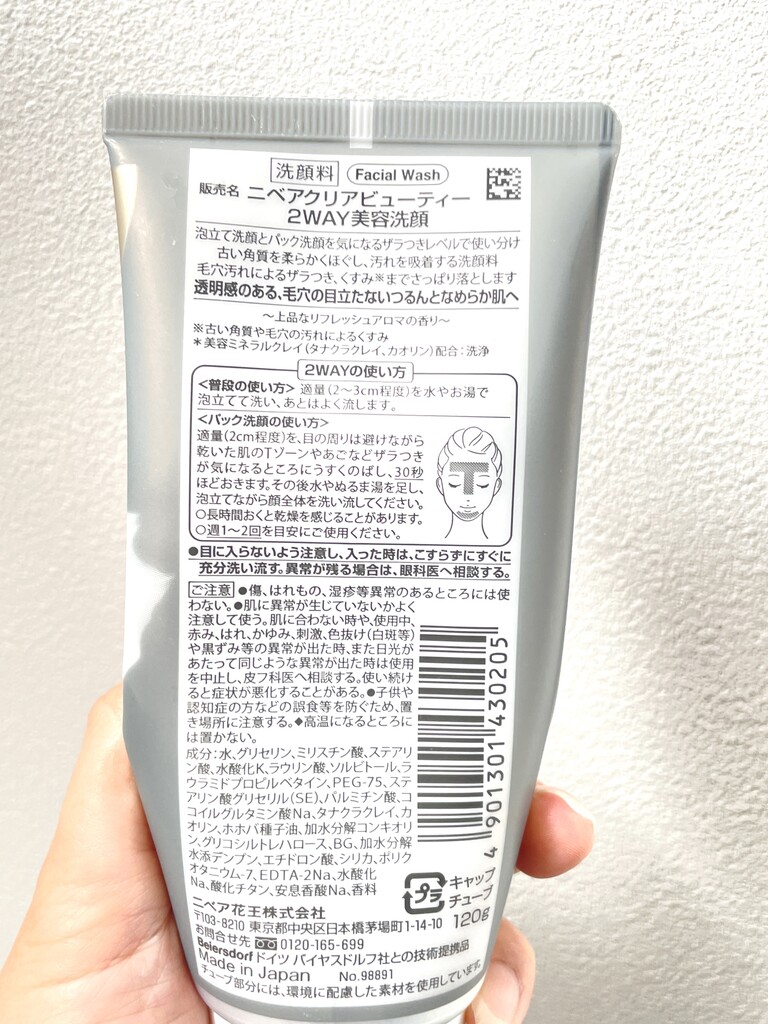 洗顔料 Facial Wash
販売名 ニベアクリアビューティー
2WAY美容洗顔
泡立て洗顔とパック洗顔を気になるザラつきレベルで使い分け
古い角質を柔らかくほぐし、汚れを吸着する洗顔料
毛穴汚れによるザラつき、くすみ※までさっぱり落とします
透明感のある、毛穴の目立たないつるんとなめらか肌へ
～上品なリフレッシュアロマの香り～
※古い角質や毛穴の汚れによるくすみ
＊美容ミネラルクレイ(タナクラクレイ、カオリン)配合:洗浄
2WAYの使い方
<普段の使い方> 適量(2～3cm程度)を水やお湯で
泡立てて洗い、あとはよく流します。
<パック洗顔の使い方>
適量(2cm程度)を、目の周りは避けながら
乾いた肌のTゾーンやあごなどザラつき
が気になるところにうすくのばし、30秒
ほどおきます。その後水やぬるま湯を足し、
泡立てながら顔全体を洗い流してください。
○長時間おくと乾燥を感じることがあります。
○週1～2回を目安にご使用ください。
●目に入らないよう注意し、入った時は、こすらずにすぐに
充分洗い流す。異常が残る場合は、眼科医へ相談する。
ご注意 ●傷、はれもの、湿疹等異常のあるところには使
わない。●肌に異常が生じていないかよく
注意して使う。肌に合わない時や、使用中、
赤み、はれ、かゆみ、刺激、色抜け(白斑等)
や黒ずみ等の異常が出た時、また日光が
あたって同じような異常が出た時は使用
を中止し、皮フ科医へ相談する。使い続け
ると症状が悪化することがある。●子供や
認知症の方などの誤食等を防ぐため、置
き場所に注意する。◆高温になるところに
は置かない。
成分:水、グリセリン、ミリスチン酸、ステアリ
ン酸、水酸化K、ラウリン酸、ソルビトール、ラ
ウラミドプロピルベタイン、PEG-75、ステ
アリン酸グリセリル(SE)、パルミチン酸、コ
コイルグルタミン酸Na、タナクラクレイ、カ
オリン、ホホバ種子油、加水分解コンキオリ
ン、グリコシルトレハロース、BG、加水分解
水添デンプン、エチドロン酸、シリカ、ポリク
オタニウム-7、EDTA-2Na、水酸化
Na、酸化チタン、安息香酸Na、香料
4 901301 430205
プラ キャップ
チューブ
120g
ニベア花王株式会社
〒103-8210 東京都中央区日本橋茅場町1-14-10
お問合せ先 0120-165-699
Beiersdorf ドイツ バイヤスドルフ社との技術提携品
Made in Japan No.98891
チューブ部分には、環境に配慮した素材を使用しています。